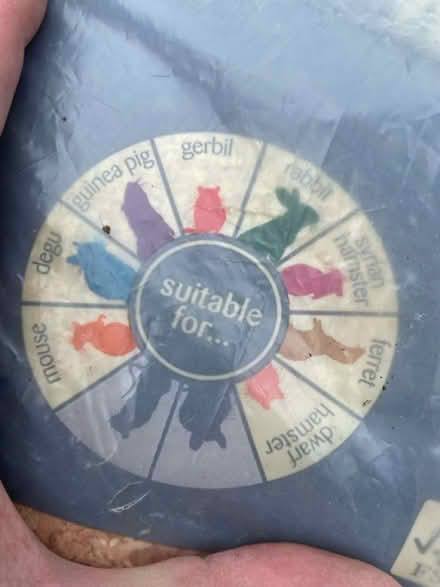 suitable
for...
gerbil
rabbit
syrian
hamster
ferret
dwarf
hamster
mouse
degu
guinea pig